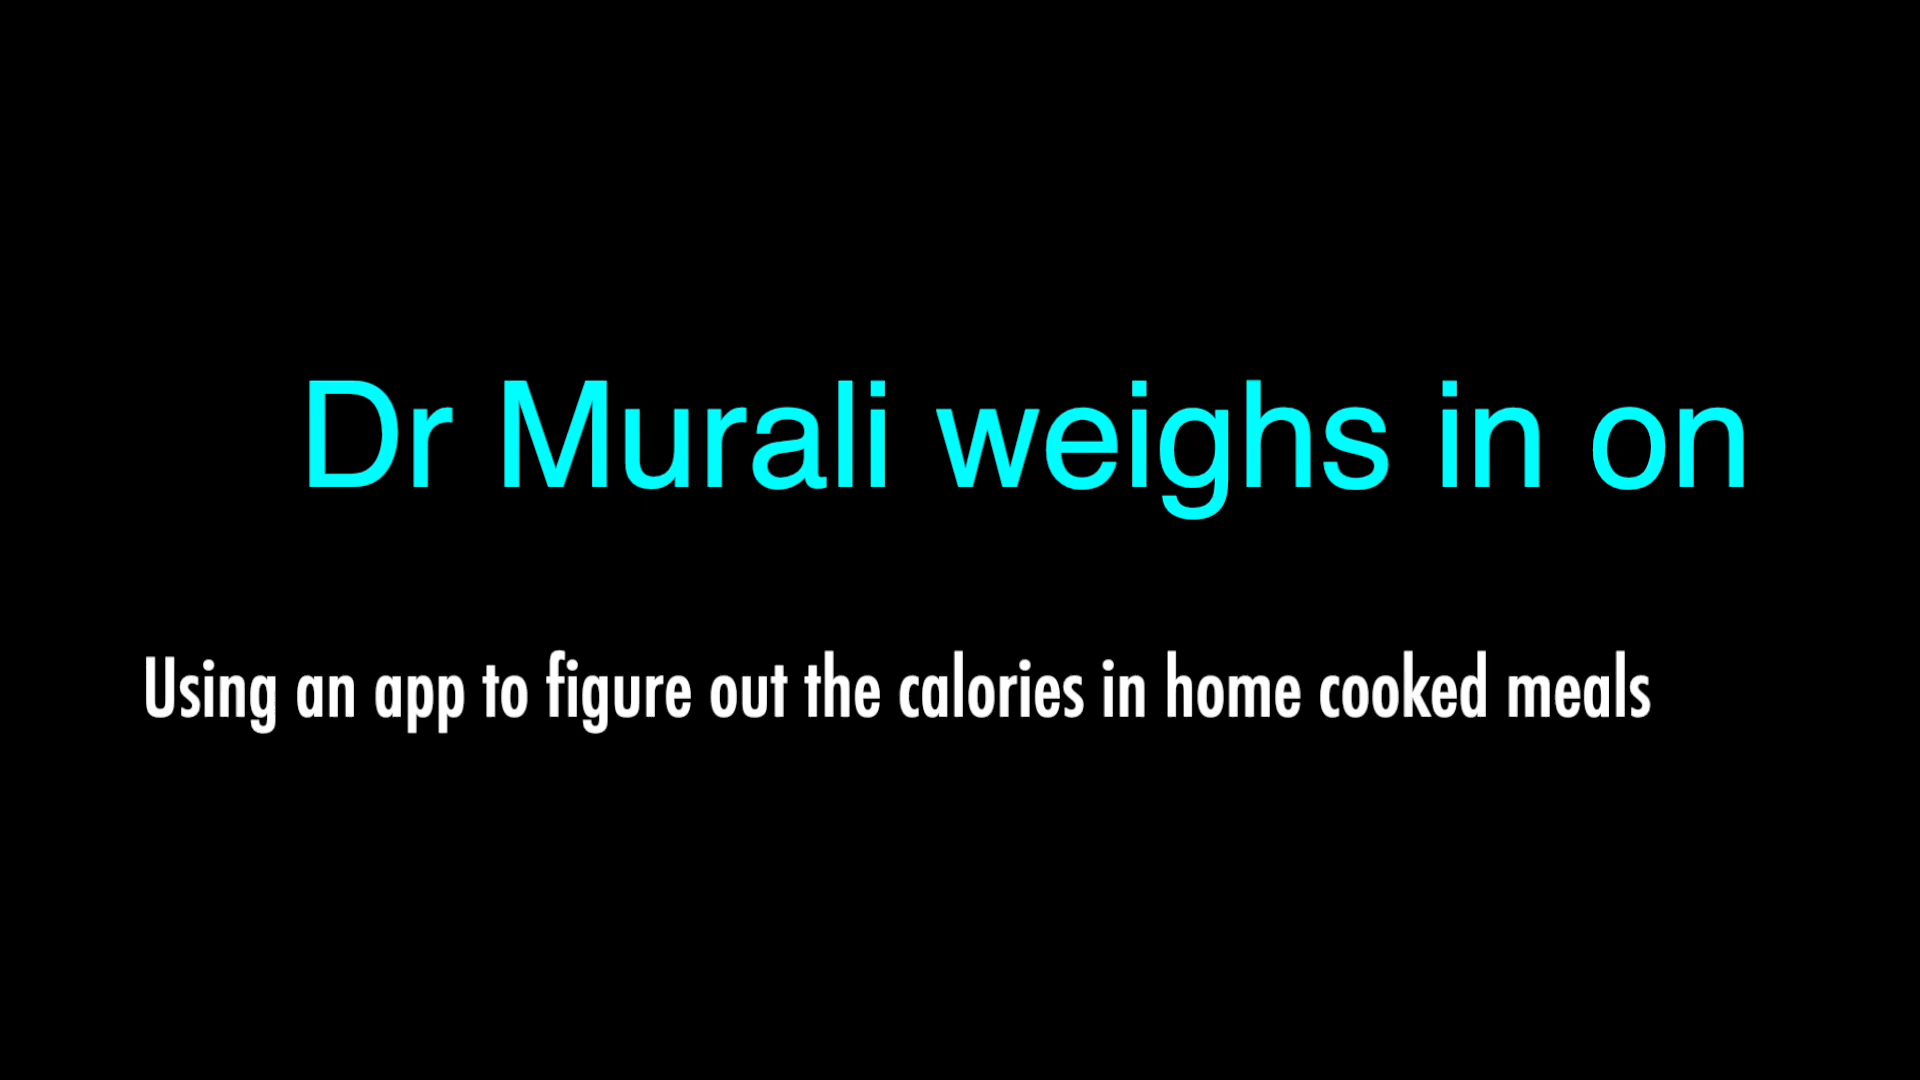 Dr Murali weighs in on
Using an app to figure out the calories in home cooked meals